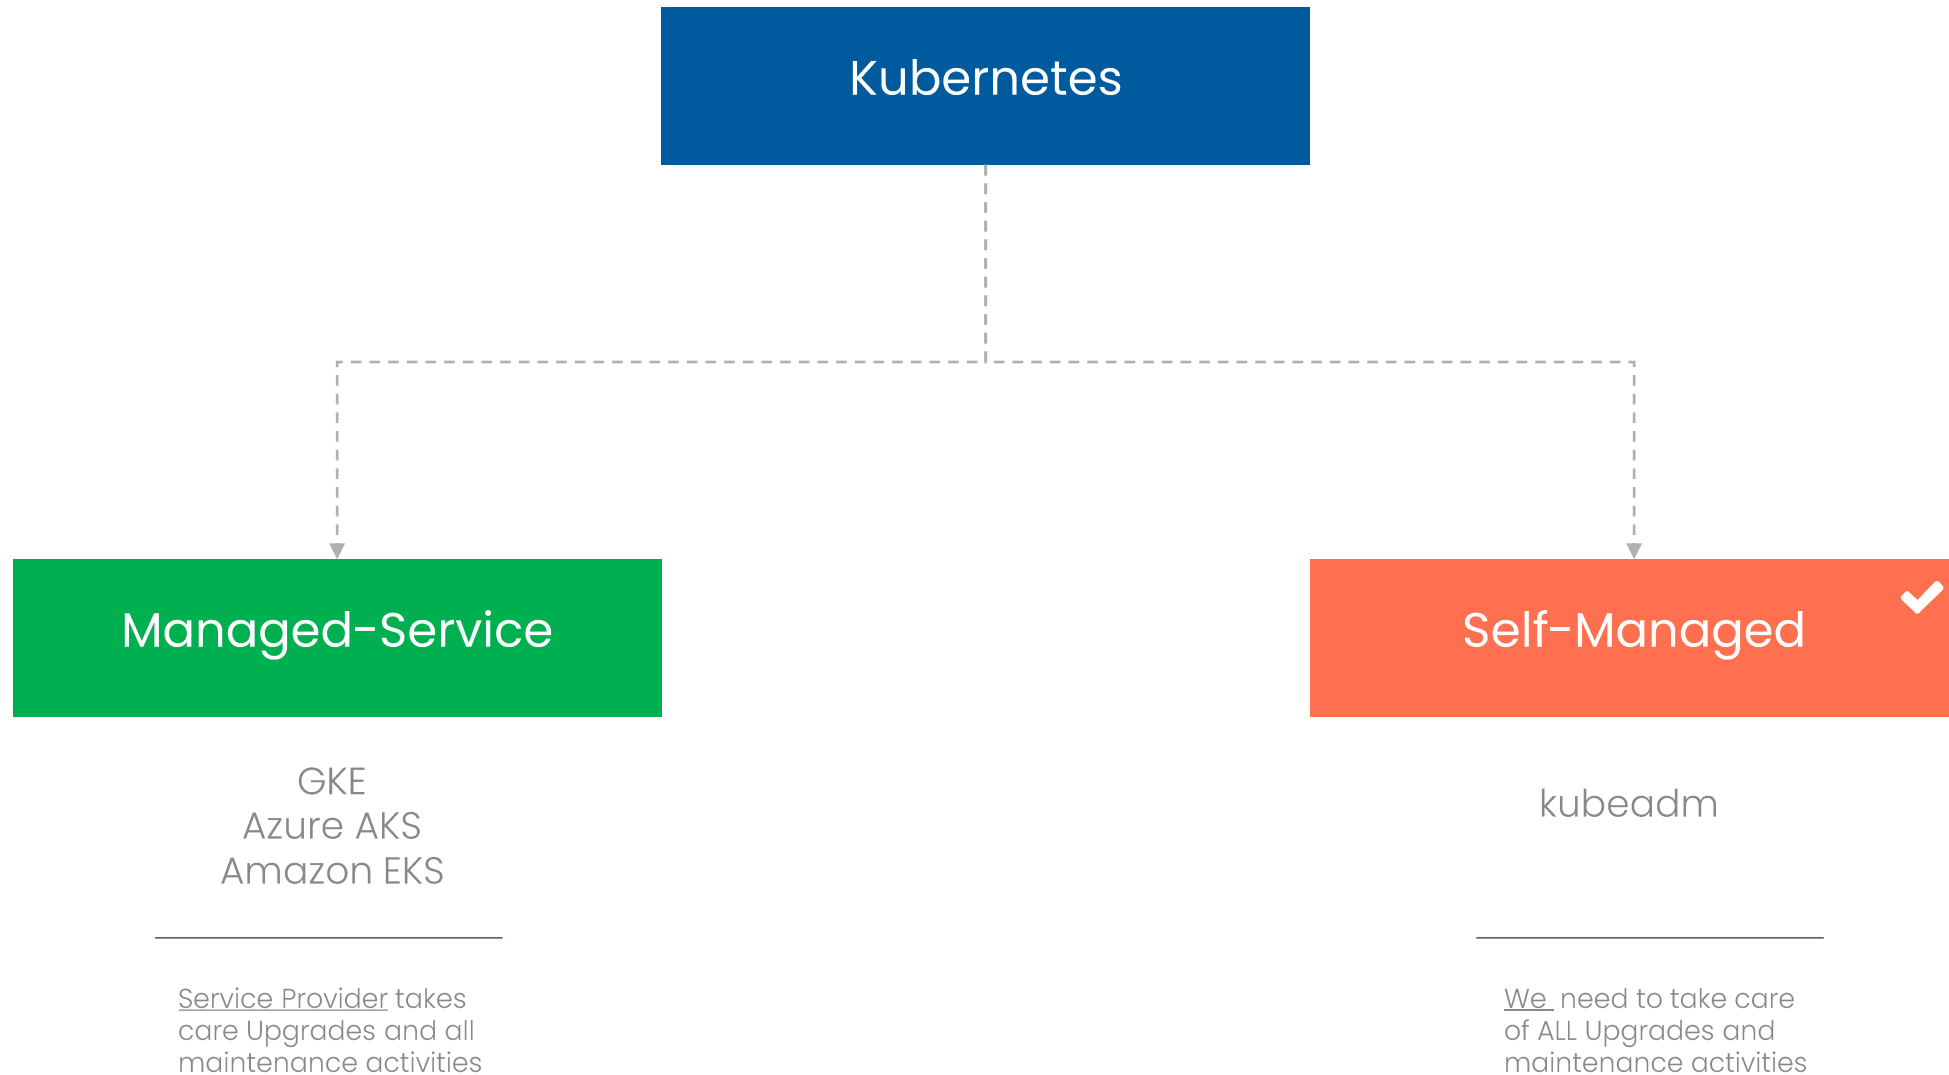 Kubernetes
Managed-Service
Self-Managed
GKE
Azure AKS
Amazon EKS
kubeadm
Service Provider takes
care Upgrades and all
maintenance activities
We need to take care
of ALL Upgrades and
maintenance activities